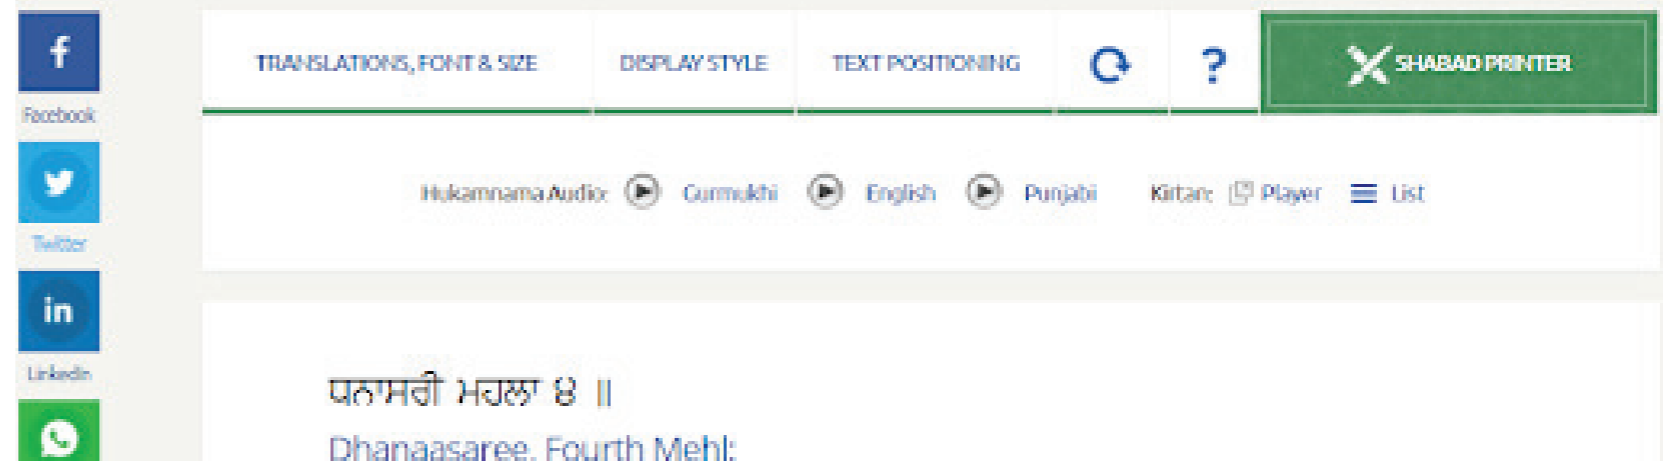 f
Facebook
Twitter
in
LinkedIn
TRANSLATIONS, FONT & SIZE DISPLAY STYLE TEXT POSITIONING ? SHABAD PRINTER
Hukamnama Audio: Gurmukhi English Punjabi Kirtan: Player List
ਧਨਾਸਰੀ ਮਹਲਾ ੪ ॥
Dhanaasaree, Fourth Mehl: